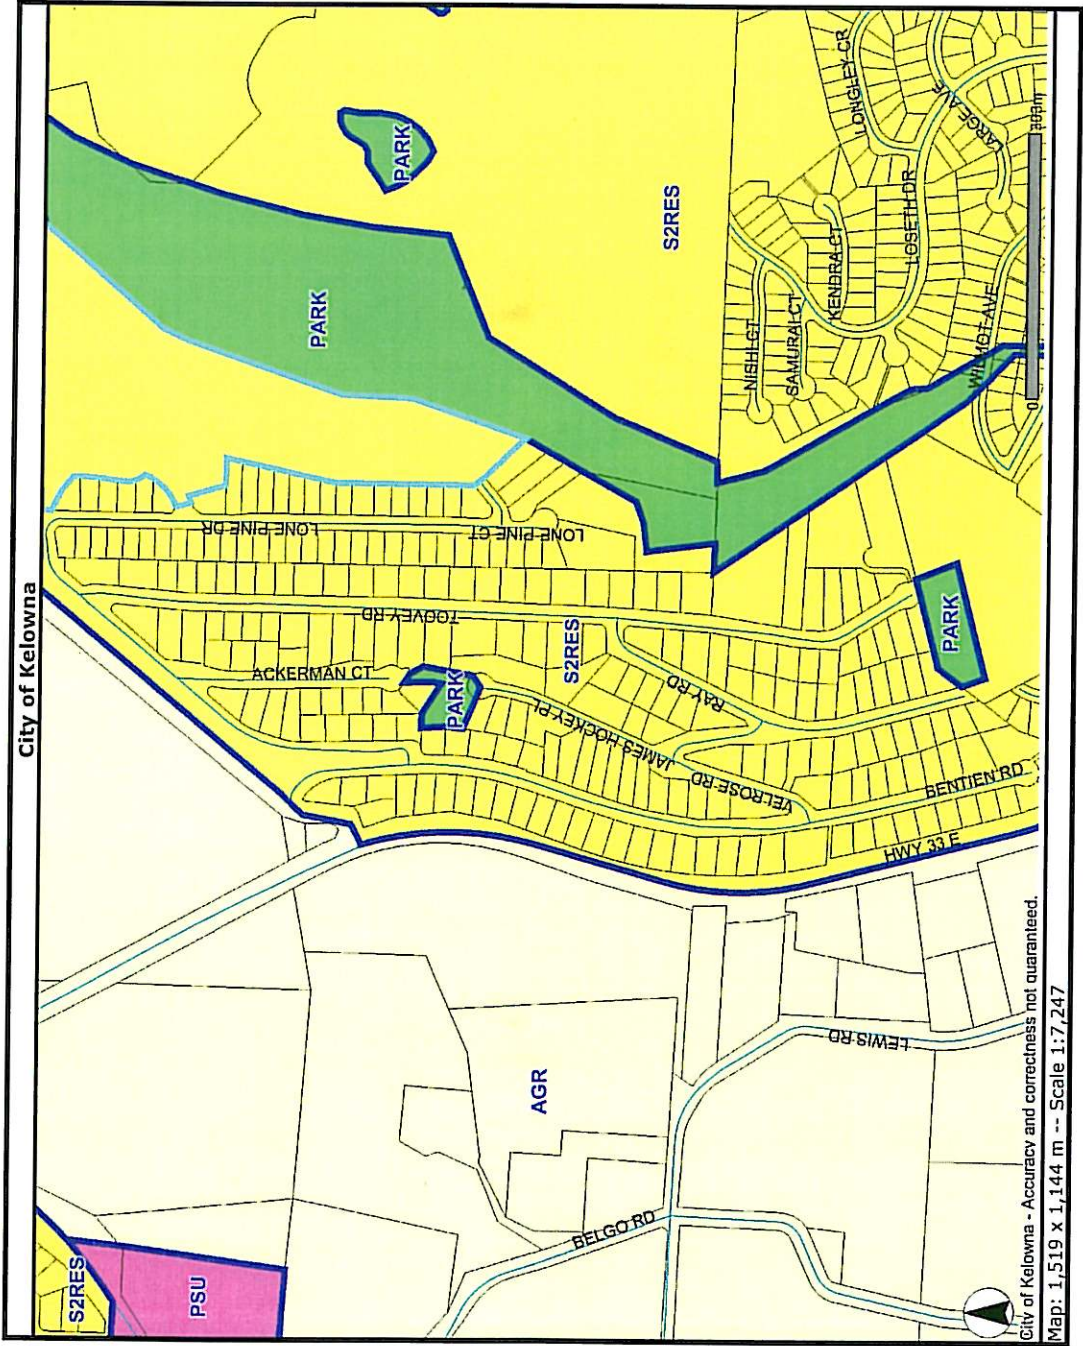 City of Kelowna
PARK
PARK
S2RES
LONGLEY CR
LARGE AVE
KENDRA CT
LOSETH DR
NISHI CT
SAMURAI CT
WILMOT AVE
0
303m
LONE PINE DR
LONE PINE CT
TOOVEY RD
ACKERMAN CT
PARK
S2RES
RAY RD
JAMES HOCKEY PL
VELROSE RD
PARK
BENTIEN RD
HWY 33 E
AGR
LEWIS RD
BELGO RD
S2RES
PSU
City of Kelowna - Accuracy and correctness not guaranteed.
Map: 1,519 x 1,144 m -- Scale 1:7,247